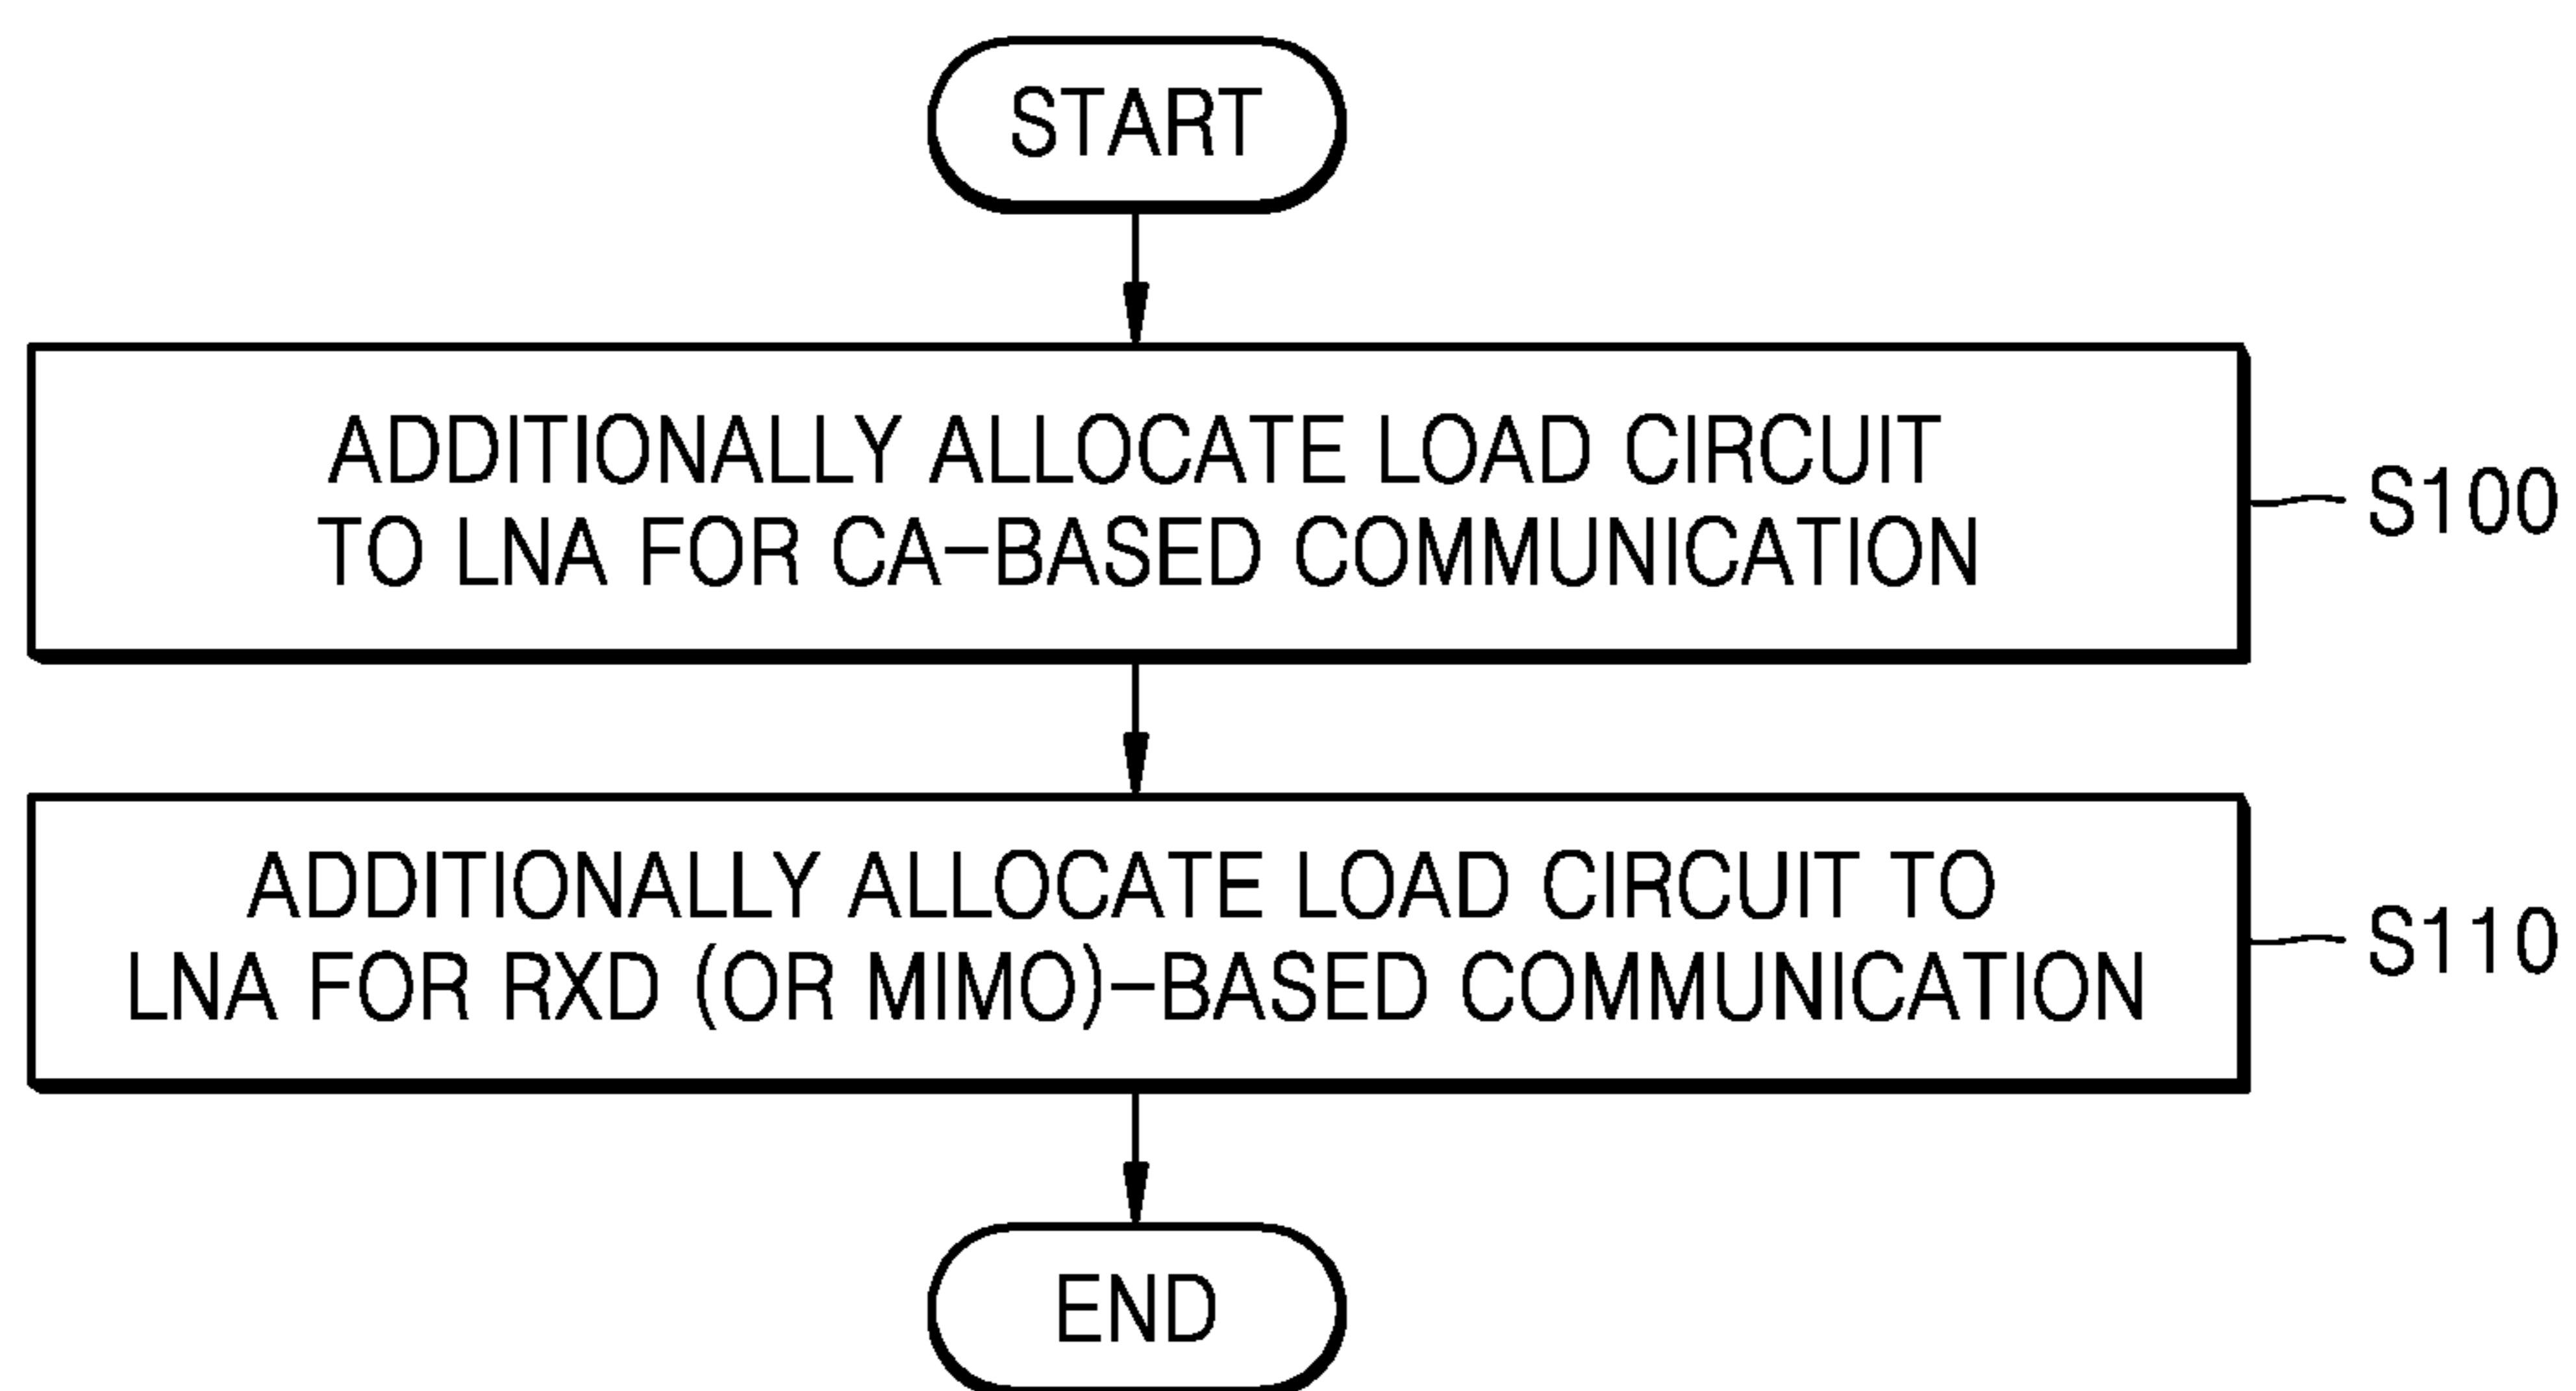 START
ADDITIONALLY ALLOCATE LOAD CIRCUIT
TO LNA FOR CA-BASED COMMUNICATION
S100
ADDITIONALLY ALLOCATE LOAD CIRCUIT TO
LNA FOR RXD (OR MIMO)-BASED COMMUNICATION
S110
END